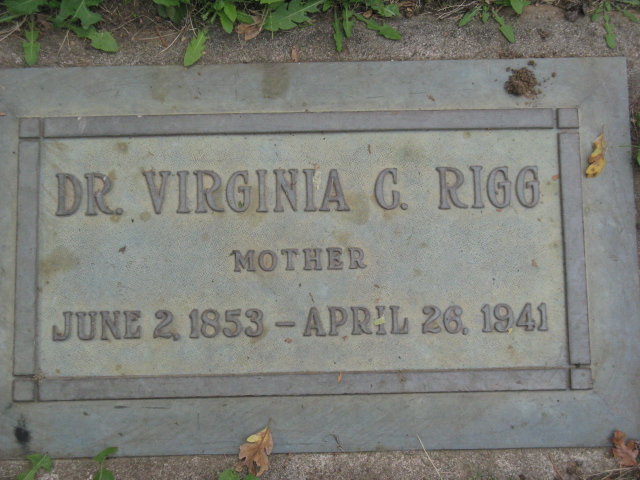 DR. VIRGINIA C. RIGG
MOTHER
JUNE 2, 1853 – APRIL 26, 1941